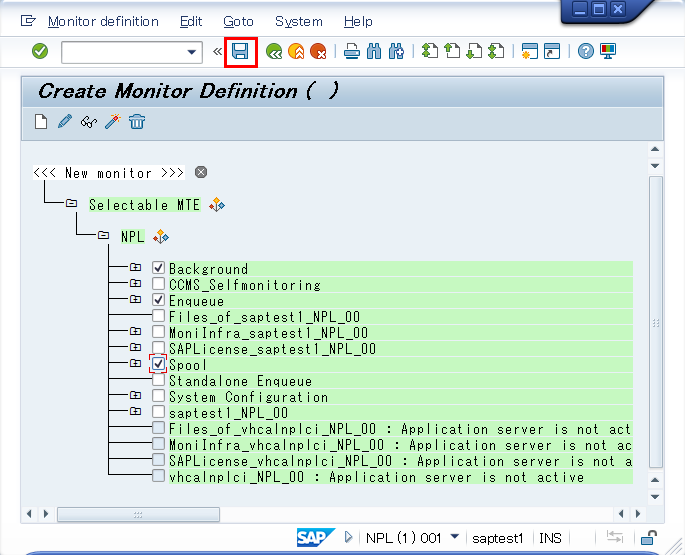 Monitor definition Edit Goto System Help
Create Monitor Definition ( )
<<< New monitor >>>
Selectable MTE
NPL
Background
CCMS_Selfmonitoring
Enqueue
Files_of_saptest1_NPL_00
MoniInfra_saptest1_NPL_00
SAPLicense_saptest1_NPL_00
Spool
Standalone Enqueue
System Configuration
saptest1_NPL_00
Files_of_vhcalnplci_NPL_00 : Application server is not act
MoniInfra_vhcalnplci_NPL_00 : Application server is not ac
SAPLicense_vhcalnplci_NPL_00 : Application server is not a
vhcalnplci_NPL_00 : Application server is not active
SAP NPL (1) 001 saptest1 INS